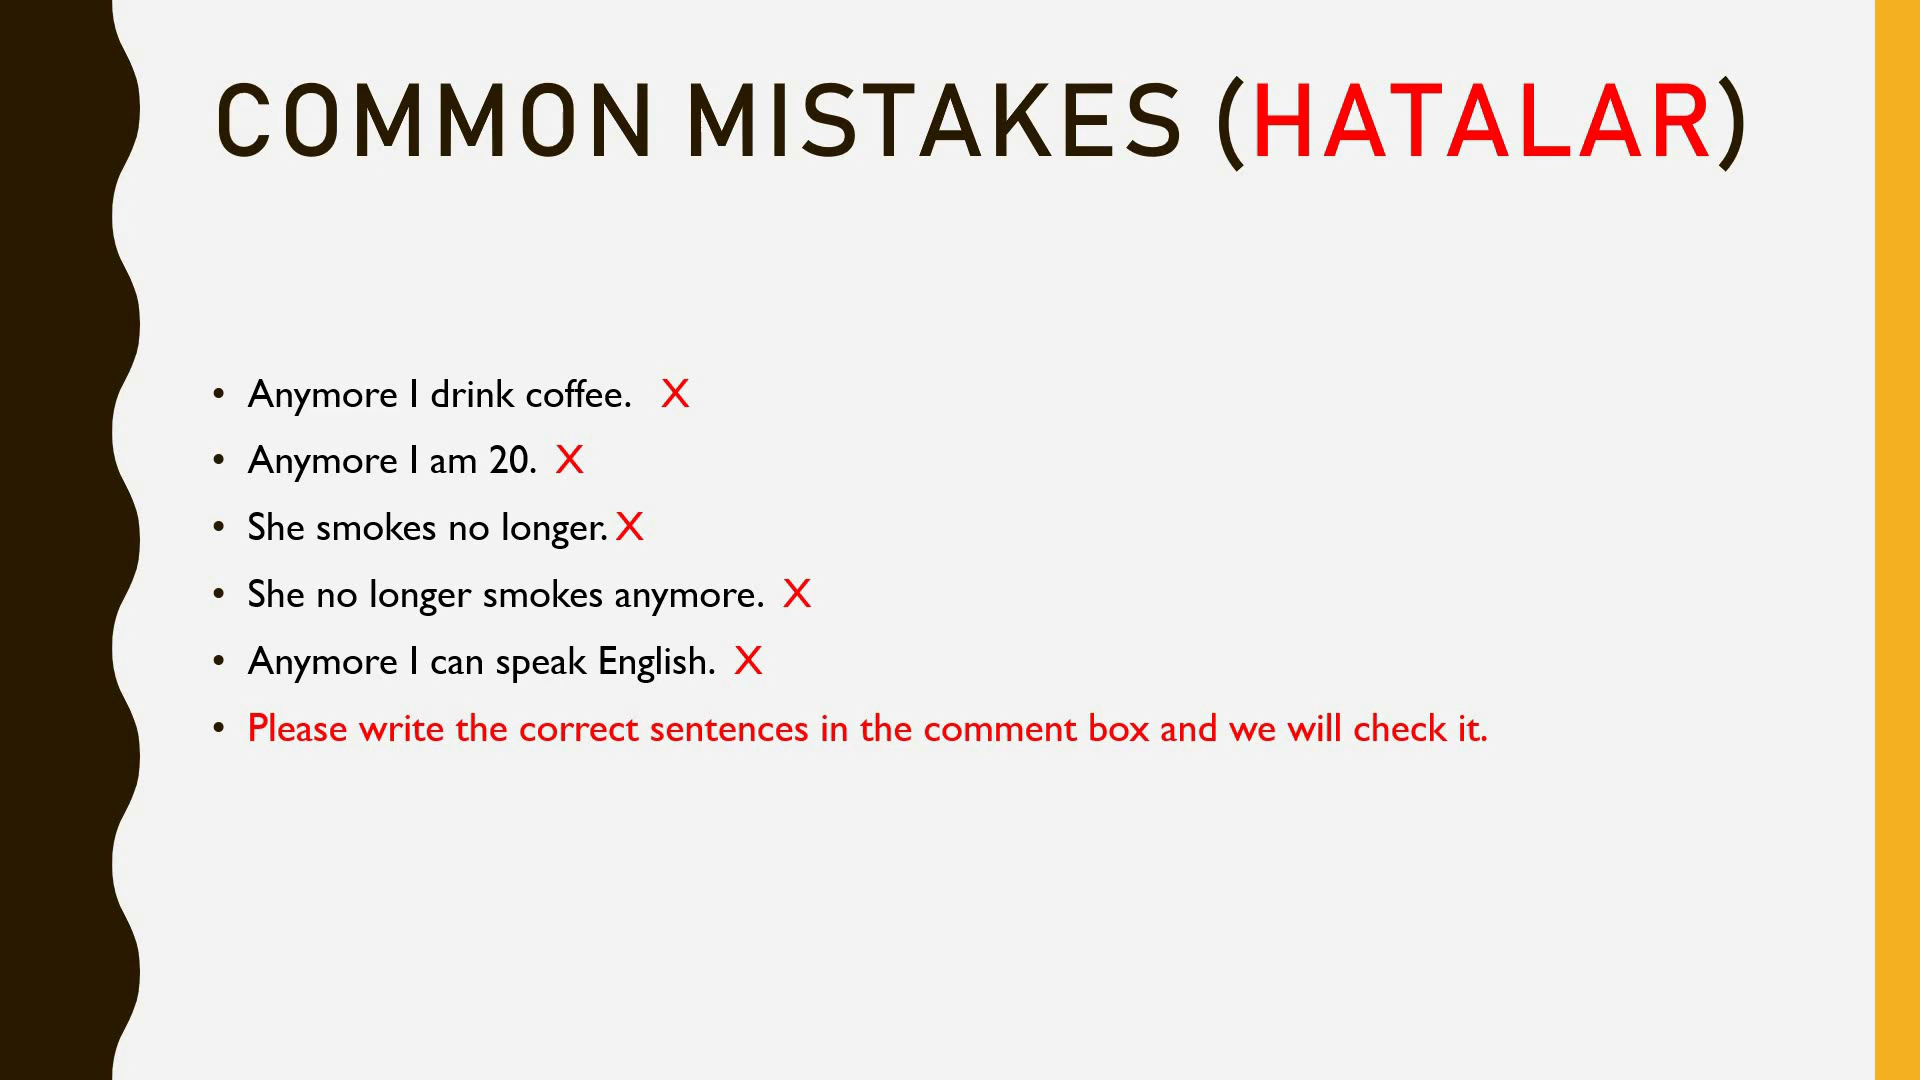 COMMON MISTAKES (HATALAR)
• Anymore I drink coffee. X
• Anymore I am 20. X
• She smokes no longer. X
• She no longer smokes anymore. X
• Anymore I can speak English. X
• Please write the correct sentences in the comment box and we will check it.